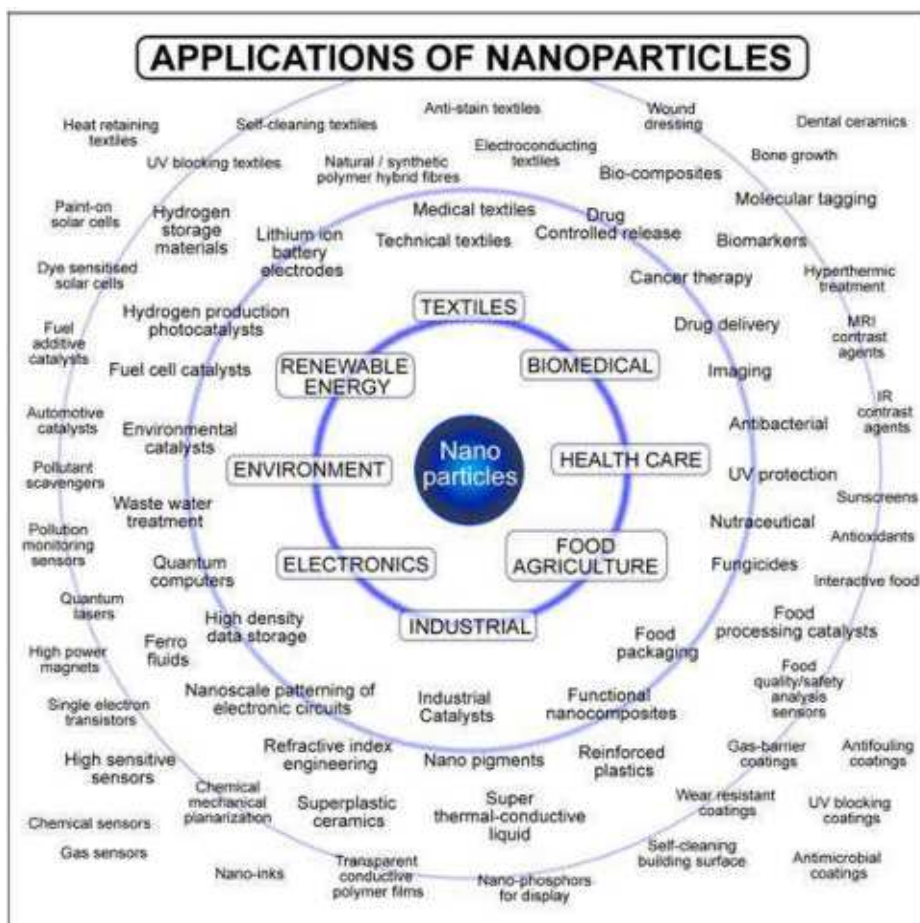 APPLICATIONS OF NANOPARTICLES
Anti-stain textiles
Wound
dressing
Dental ceramics
Heat retaining
textiles
Self-cleaning textiles
Electroconducting
textiles
Bone growth
UV blocking textiles
Natural / synthetic
polymer hybrid fibres
Bio-composites
Molecular tagging
Paint-on
solar cells
Hydrogen
storage
materials
Lithium ion
battery
electrodes
Medical textiles
Technical textiles
Drug
Controlled release
Biomarkers
Dye sensitised
solar cells
Cancer therapy
Hyperthermic
treatment
TEXTILES
Hydrogen production
photocatalysts
Drug delivery
MRI
contrast
agents
Fuel
additive
catalysts
Fuel cell catalysts
RENEWABLE
ENERGY
BIOMEDICAL
Imaging
IR
contrast
agents
Automotive
catalysts
Environmental
catalysts
Antibacterial
Nano
particles
ENVIRONMENT
HEALTH CARE
Pollutant
scavengers
UV protection
Sunscreens
Waste water
treatment
Nutraceutical
Antioxidants
Pollution
monitoring
sensors
Quantum
computers
ELECTRONICS
FOOD
AGRICULTURE
Fungicides
Interactive food
Quantum
lasers
High density
data storage
INDUSTRIAL
Food
packaging
Food
processing catalysts
High power
magnets
Ferro
fluids
Food
quality/safety
analysis
sensors
Single electron
transistors
Nanoscale patterning of
electronic circuits
Industrial
Catalysts
Functional
nanocomposites
High sensitive
sensors
Refractive index
engineering
Nano pigments
Reinforced
plastics
Gas-barrier
coatings
Antifouling
coatings
Chemical
mechanical
planarization
Superplastic
ceramics
Super
thermal-conductive
liquid
Wear resistant
coatings
UV blocking
coatings
Chemical sensors
Gas sensors
Nano-inks
Transparent
conductive
polymer films
Nano-phosphors
for display
Self-cleaning
building surface
Antimicrobial
coatings